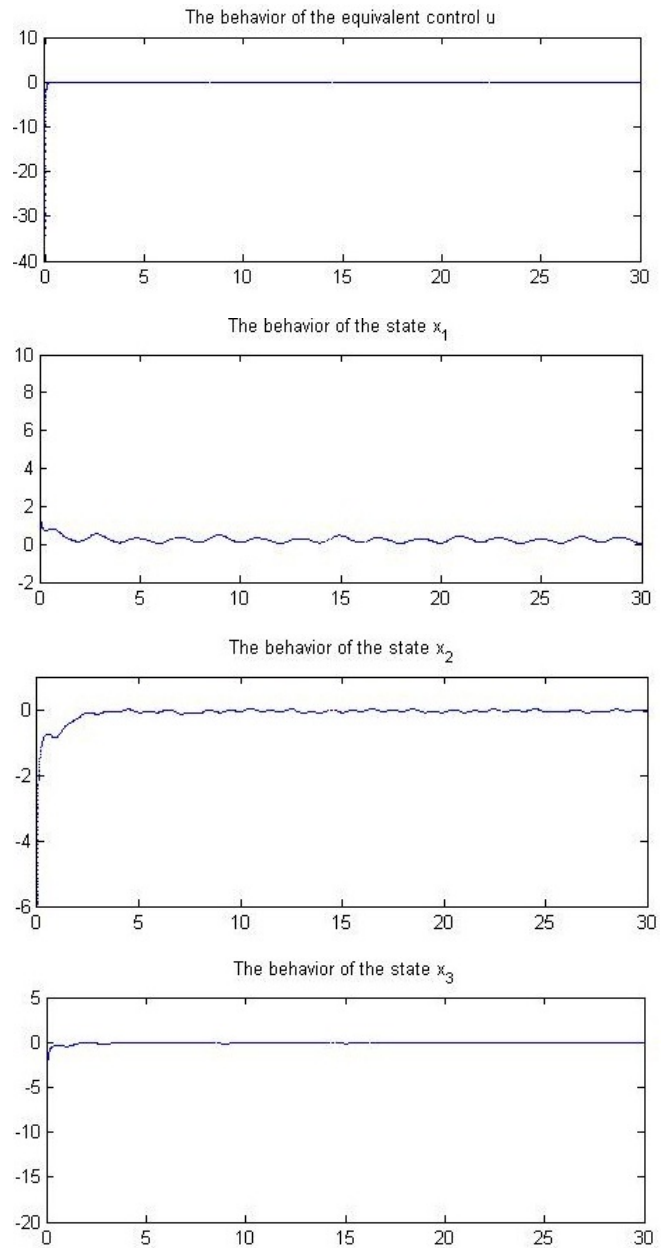 The behavior of the equivalent control u
10
0
-10
-20
-30
-40
0 5 10 15 20 25 30
The behavior of the state x₁
10
8
6
4
2
0
-2
0 5 10 15 20 25 30
The behavior of the state x₂
0
-2
-4
-6
0 5 10 15 20 25 30
The behavior of the state x₃
5
0
-5
-10
-15
-20
0 5 10 15 20 25 30